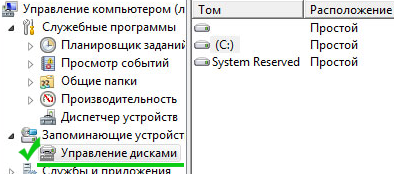 Управление компьютером (л
Служебные программы
Планировщик заданий
Просмотр событий
Общие папки
Производительность
Диспетчер устройств
Запоминающие устройст
Управление дисками
Службы и приложения
Том Расположение
Простой
(C:) Простой
System Reserved Простой